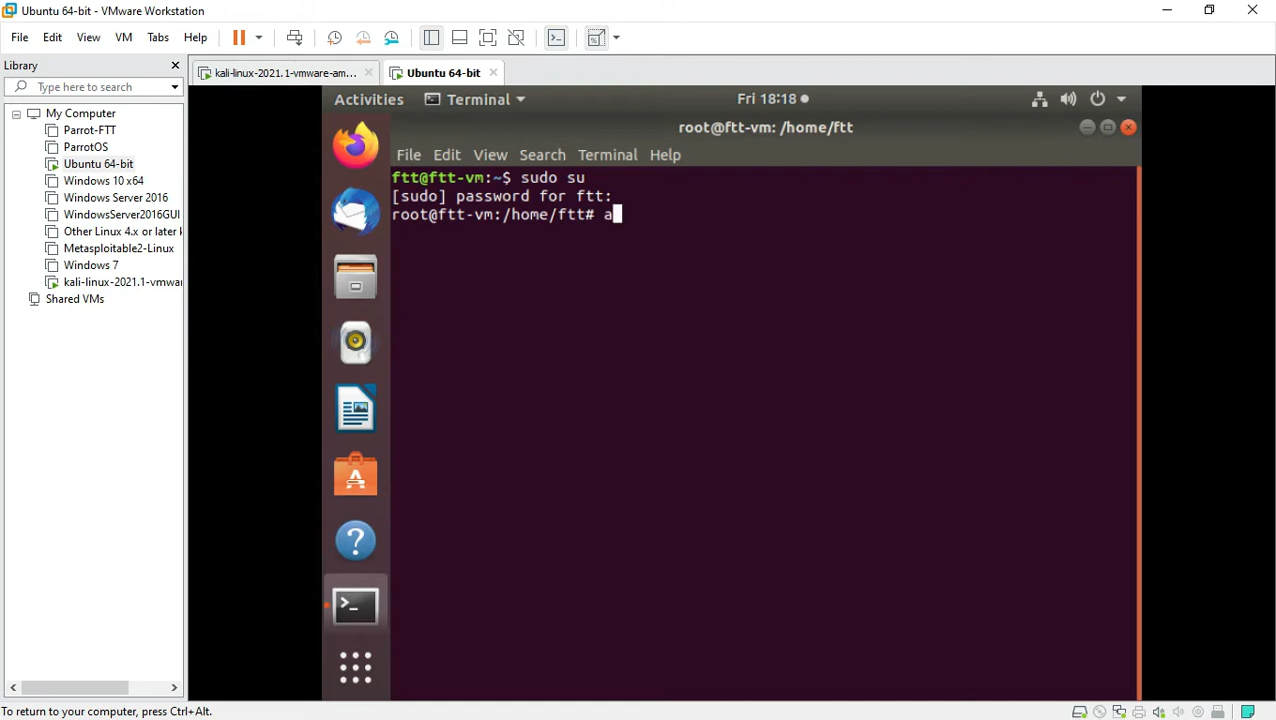 Ubuntu 64-bit - VMware Workstation
File Edit View VM Tabs Help
Library
Type here to search
My Computer
Parrot-FTT
ParrotOS
Ubuntu 64-bit
Windows 10 x64
Windows Server 2016
WindowsServer2016GUI
Other Linux 4.x or later k
Metasploitable2-Linux
Windows 7
kali-linux-2021.1-vmwar
Shared VMs
kali-linux-2021.1-vmware-am...
Ubuntu 64-bit
Activities Terminal Fri 18:18
root@ftt-vm: /home/ftt
File Edit View Search Terminal Help
ftt@ftt-vm:~$ sudo su
[sudo] password for ftt:
root@ftt-vm:/home/ftt# a
To return to your computer, press Ctrl+Alt.